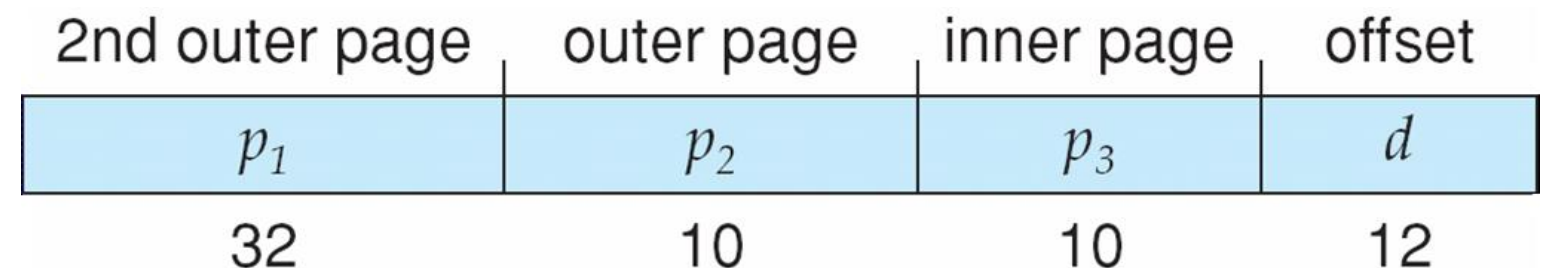 2nd outer page outer page inner page offset
p₁ p₂ p₃ d
32 10 10 12